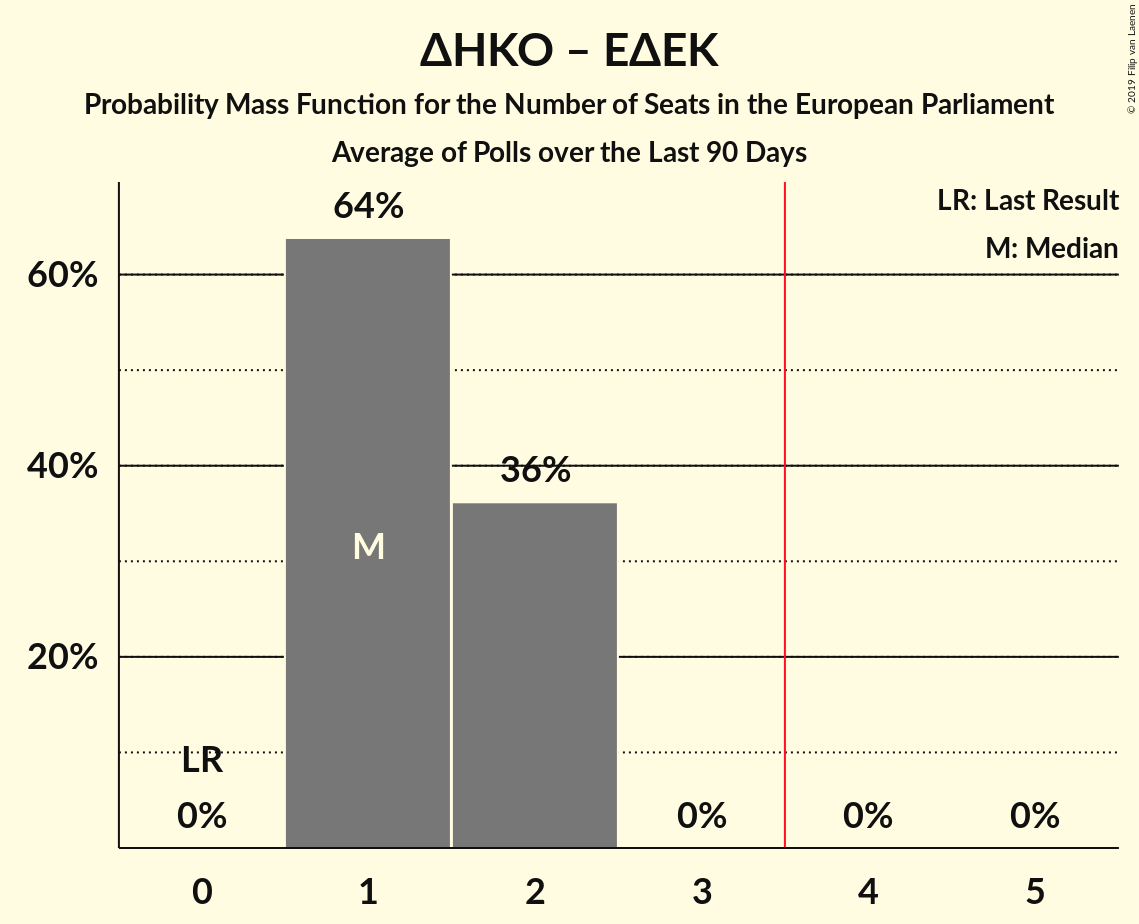 ΔΗΚΟ – ΕΔΕΚ
Probability Mass Function for the Number of Seats in the European Parliament
Average of Polls over the Last 90 Days
© 2019 Filip van Laenen
LR: Last Result
M: Median
64%
60%
40%
36%
M
20%
LR
0%
0%
0%
0%
0 1 2 3 4 5